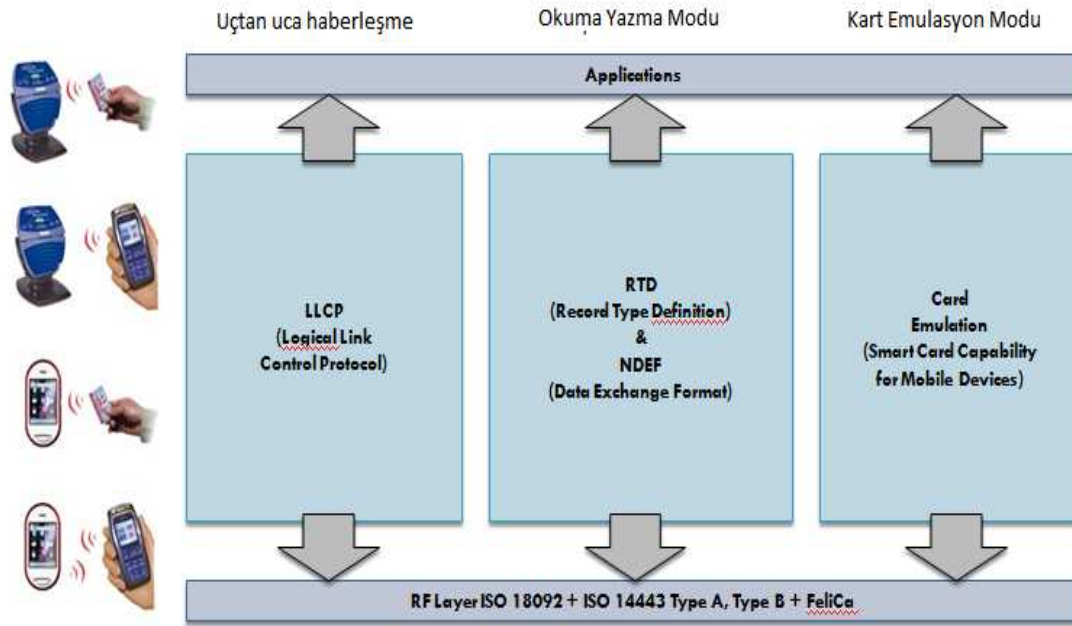 Uçtan uca haberleşme
Okuma Yazma Modu
Kart Emulasyon Modu
Applications
LLCP
(Logical Link
Control Protocol)
RTD
(Record Type Definition)
&
NDEF
(Data Exchange Format)
Card
Emulation
(Smart Card Capability
for Mobile Devices)
RF Layer ISO 18092 + ISO 14443 Type A, Type B + FeliCa